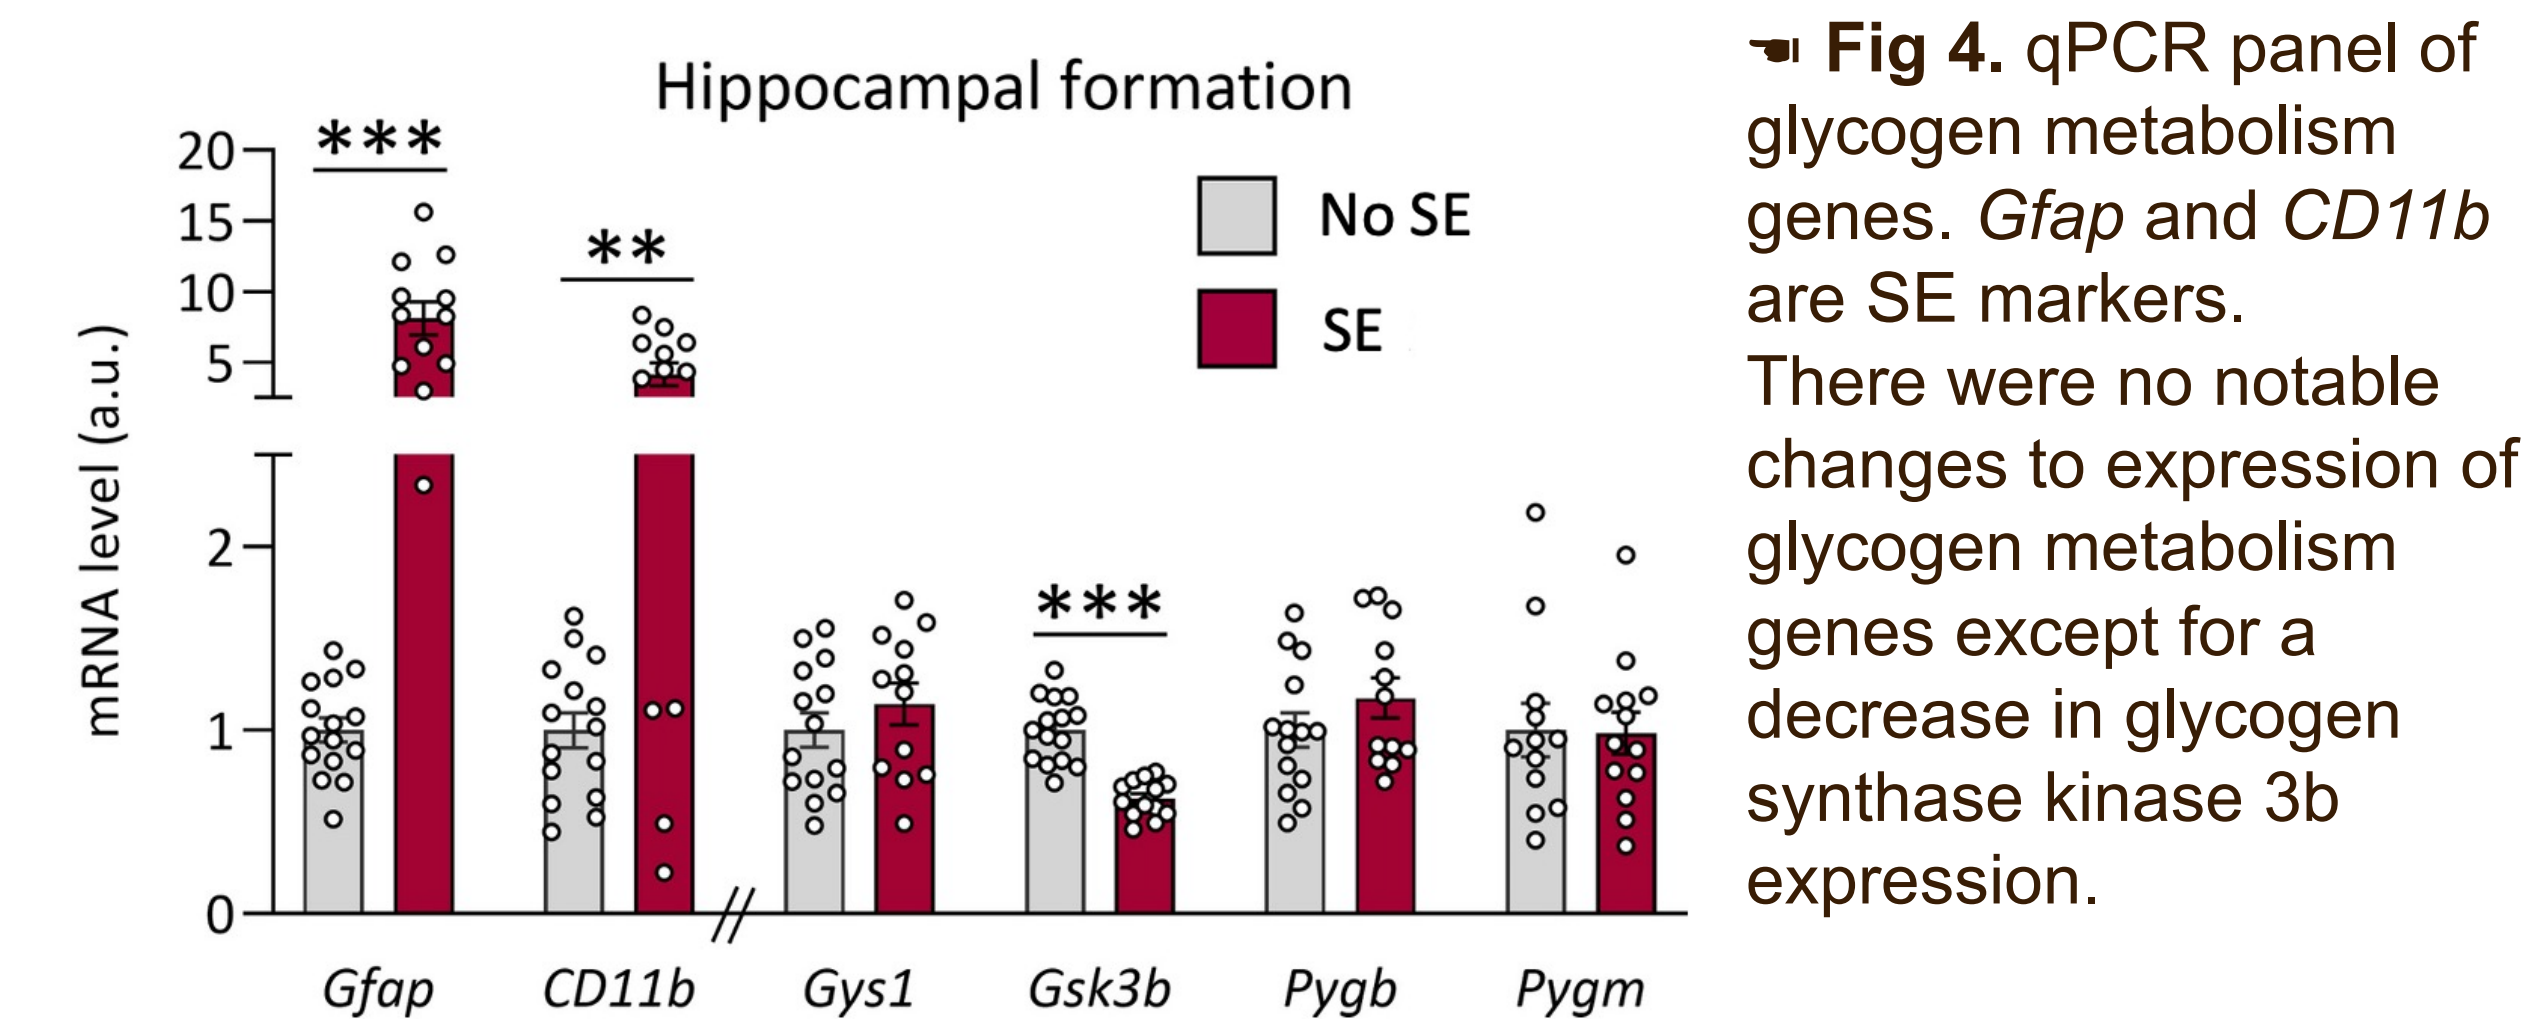 Hippocampal formation
***
**
***
20
15
10
5
2
1
0
mRNA level (a.u.)
No SE
SE
Gfap CD11b // Gys1 Gsk3b Pygb Pygm
☚ Fig 4. qPCR panel of
glycogen metabolism
genes. Gfap and CD11b
are SE markers.
There were no notable
changes to expression of
glycogen metabolism
genes except for a
decrease in glycogen
synthase kinase 3b
expression.